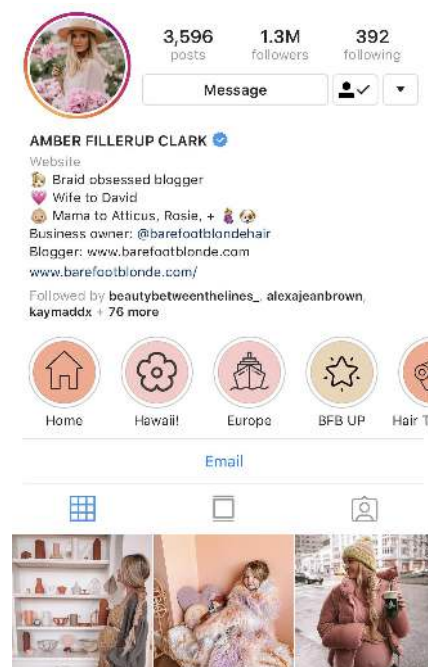 3,596 1.3M 392
posts followers following
Message
AMBER FILLERUP CLARK
Website
Braid obsessed blogger
Wife to David
Mama to Atticus, Rosie, +
Business owner: @barefootblondehair
Blogger: www.barefootblonde.com
www.barefootblonde.com/
Followed by beautybetweenthelines_, alexajeanbrown,
kaymaddx + 76 more
Home Hawaii! Europe BFB UP Hair T
Email